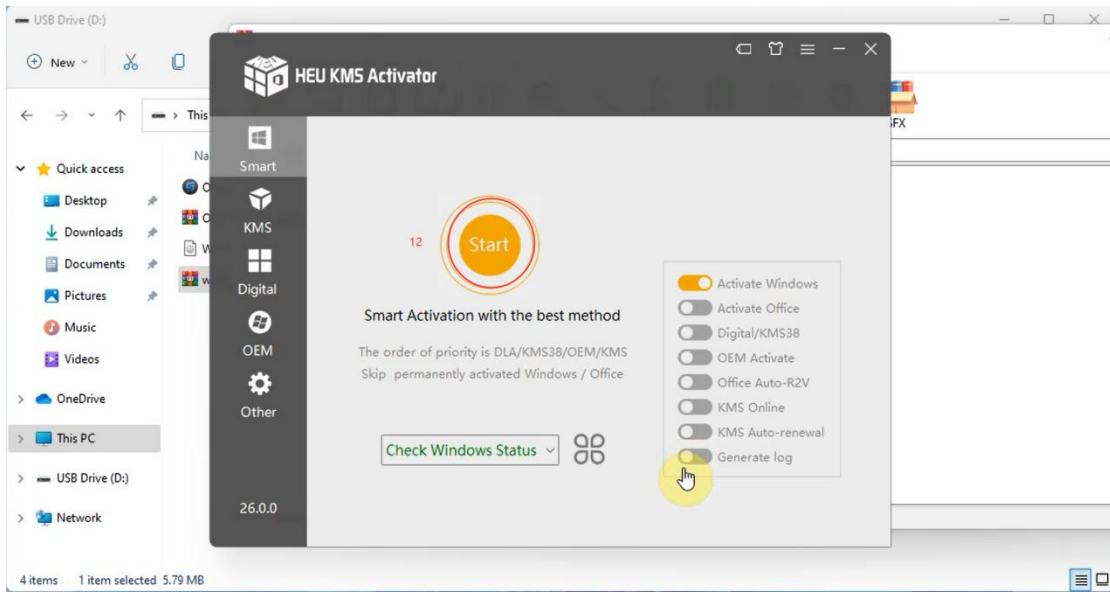 USB Drive (D:)
New
HEU KMS Activator
This
SFX
Na
Quick access
Desktop
Downloads
Documents
Pictures
Music
Videos
OneDrive
This PC
USB Drive (D:)
Network
O
O
W
w
Smart
KMS
Digital
OEM
Other
26.0.0
12
Start
Smart Activation with the best method
The order of priority is DLA/KMS38/OEM/KMS
Skip permanently activated Windows / Office
Check Windows Status
Activate Windows
Activate Office
Digital/KMS38
OEM Activate
Office Auto-R2V
KMS Online
KMS Auto-renewal
Generate log
4 items 1 item selected 5.79 MB